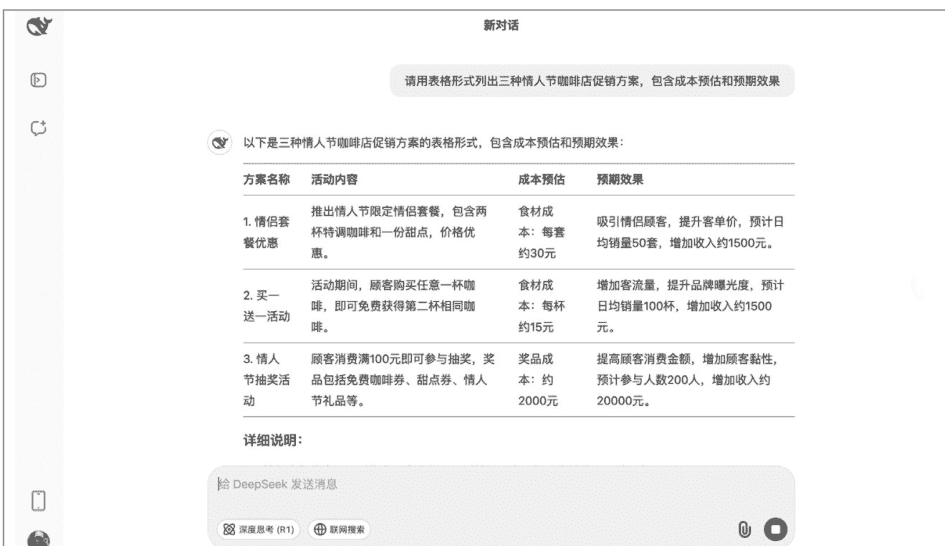 新对话
请用表格形式列出三种情人节咖啡店促销方案，包含成本预估和预期效果
以下是三种情人节咖啡店促销方案的表格形式，包含成本预估和预期效果：
方案名称 活动内容 成本预估 预期效果
1. 情侣套
餐优惠
推出情人节限定情侣套餐，包含两
杯特调咖啡和一份甜点，价格优
惠。
食材成
本：每套
约30元
吸引情侣顾客，提升客单价，预计日
均销量50套，增加收入约1500元。
2. 买一
送一活动
活动期间，顾客购买任意一杯咖
啡，即可免费获得第二杯相同咖
啡。
食材成
本：每杯
约15元
增加客流量，提升品牌曝光度，预计
日均销量100杯，增加收入约1500
元。
3. 情人
节抽奖活
动
顾客消费满100元即可参与抽奖，奖
品包括免费咖啡券、甜点券、情人
节礼品等。
奖品成
本：约
2000元
提高顾客消费金额，增加顾客黏性，
预计参与人数200人，增加收入约
20000元。
详细说明：
给 DeepSeek 发送消息
深度思考 (R1) 联网搜索